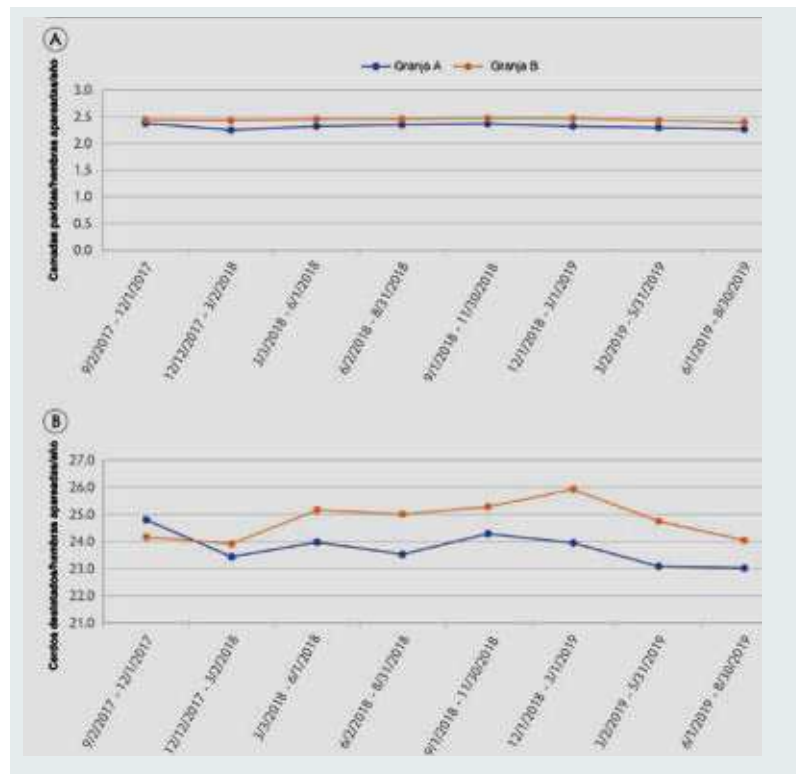 A
Granja A Granja B
Camadas paridas/hembras apareadas/año
3.0
2.5
2.0
1.5
1.0
0.5
0.0
9/2/2017 - 12/1/2017
12/12/2017 - 3/2/2018
3/3/2018 - 6/1/2018
6/2/2018 - 8/31/2018
9/1/2018 - 11/30/2018
12/1/2018 - 3/1/2019
3/2/2019 - 5/31/2019
6/1/2019 - 8/30/2019
B
Cerdos destetados/hembras apareadas/año
27.0
26.0
25.0
24.0
23.0
22.0
21.0
9/2/2017 - 12/1/2017
12/12/2017 - 3/2/2018
3/3/2018 - 6/1/2018
6/2/2018 - 8/31/2018
9/1/2018 - 11/30/2018
12/1/2018 - 3/1/2019
3/2/2019 - 5/31/2019
6/1/2019 - 8/30/2019